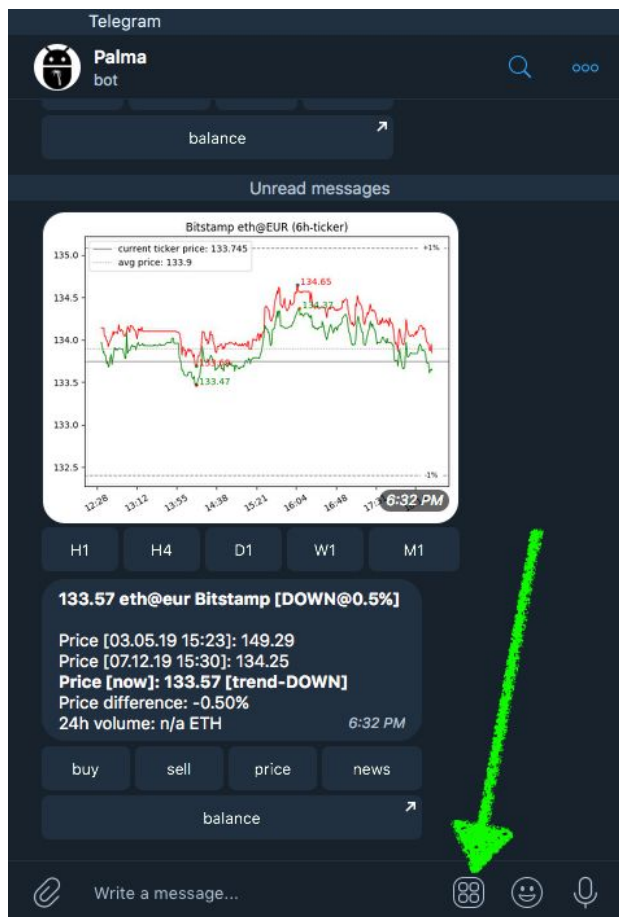 Telegram
Palma
bot
balance
Unread messages
Bitstamp eth@EUR (6h-ticker)
current ticker price: 133.745
avg price: 133.9
+1%
135.0
134.65
134.5
134.37
134.0
133.69
133.5
133.47
133.0
132.5
-1%
12:28 13:12 13:55 14:38 15:21 16:04 16:48
6:32 PM
H1 H4 D1 W1 M1
133.57 eth@eur Bitstamp [DOWN@0.5%]
Price [03.05.19 15:23]: 149.29
Price [07.12.19 15:30]: 134.25
Price [now]: 133.57 [trend-DOWN]
Price difference: -0.50%
24h volume: n/a ETH
6:32 PM
buy sell price news
balance
Write a message...